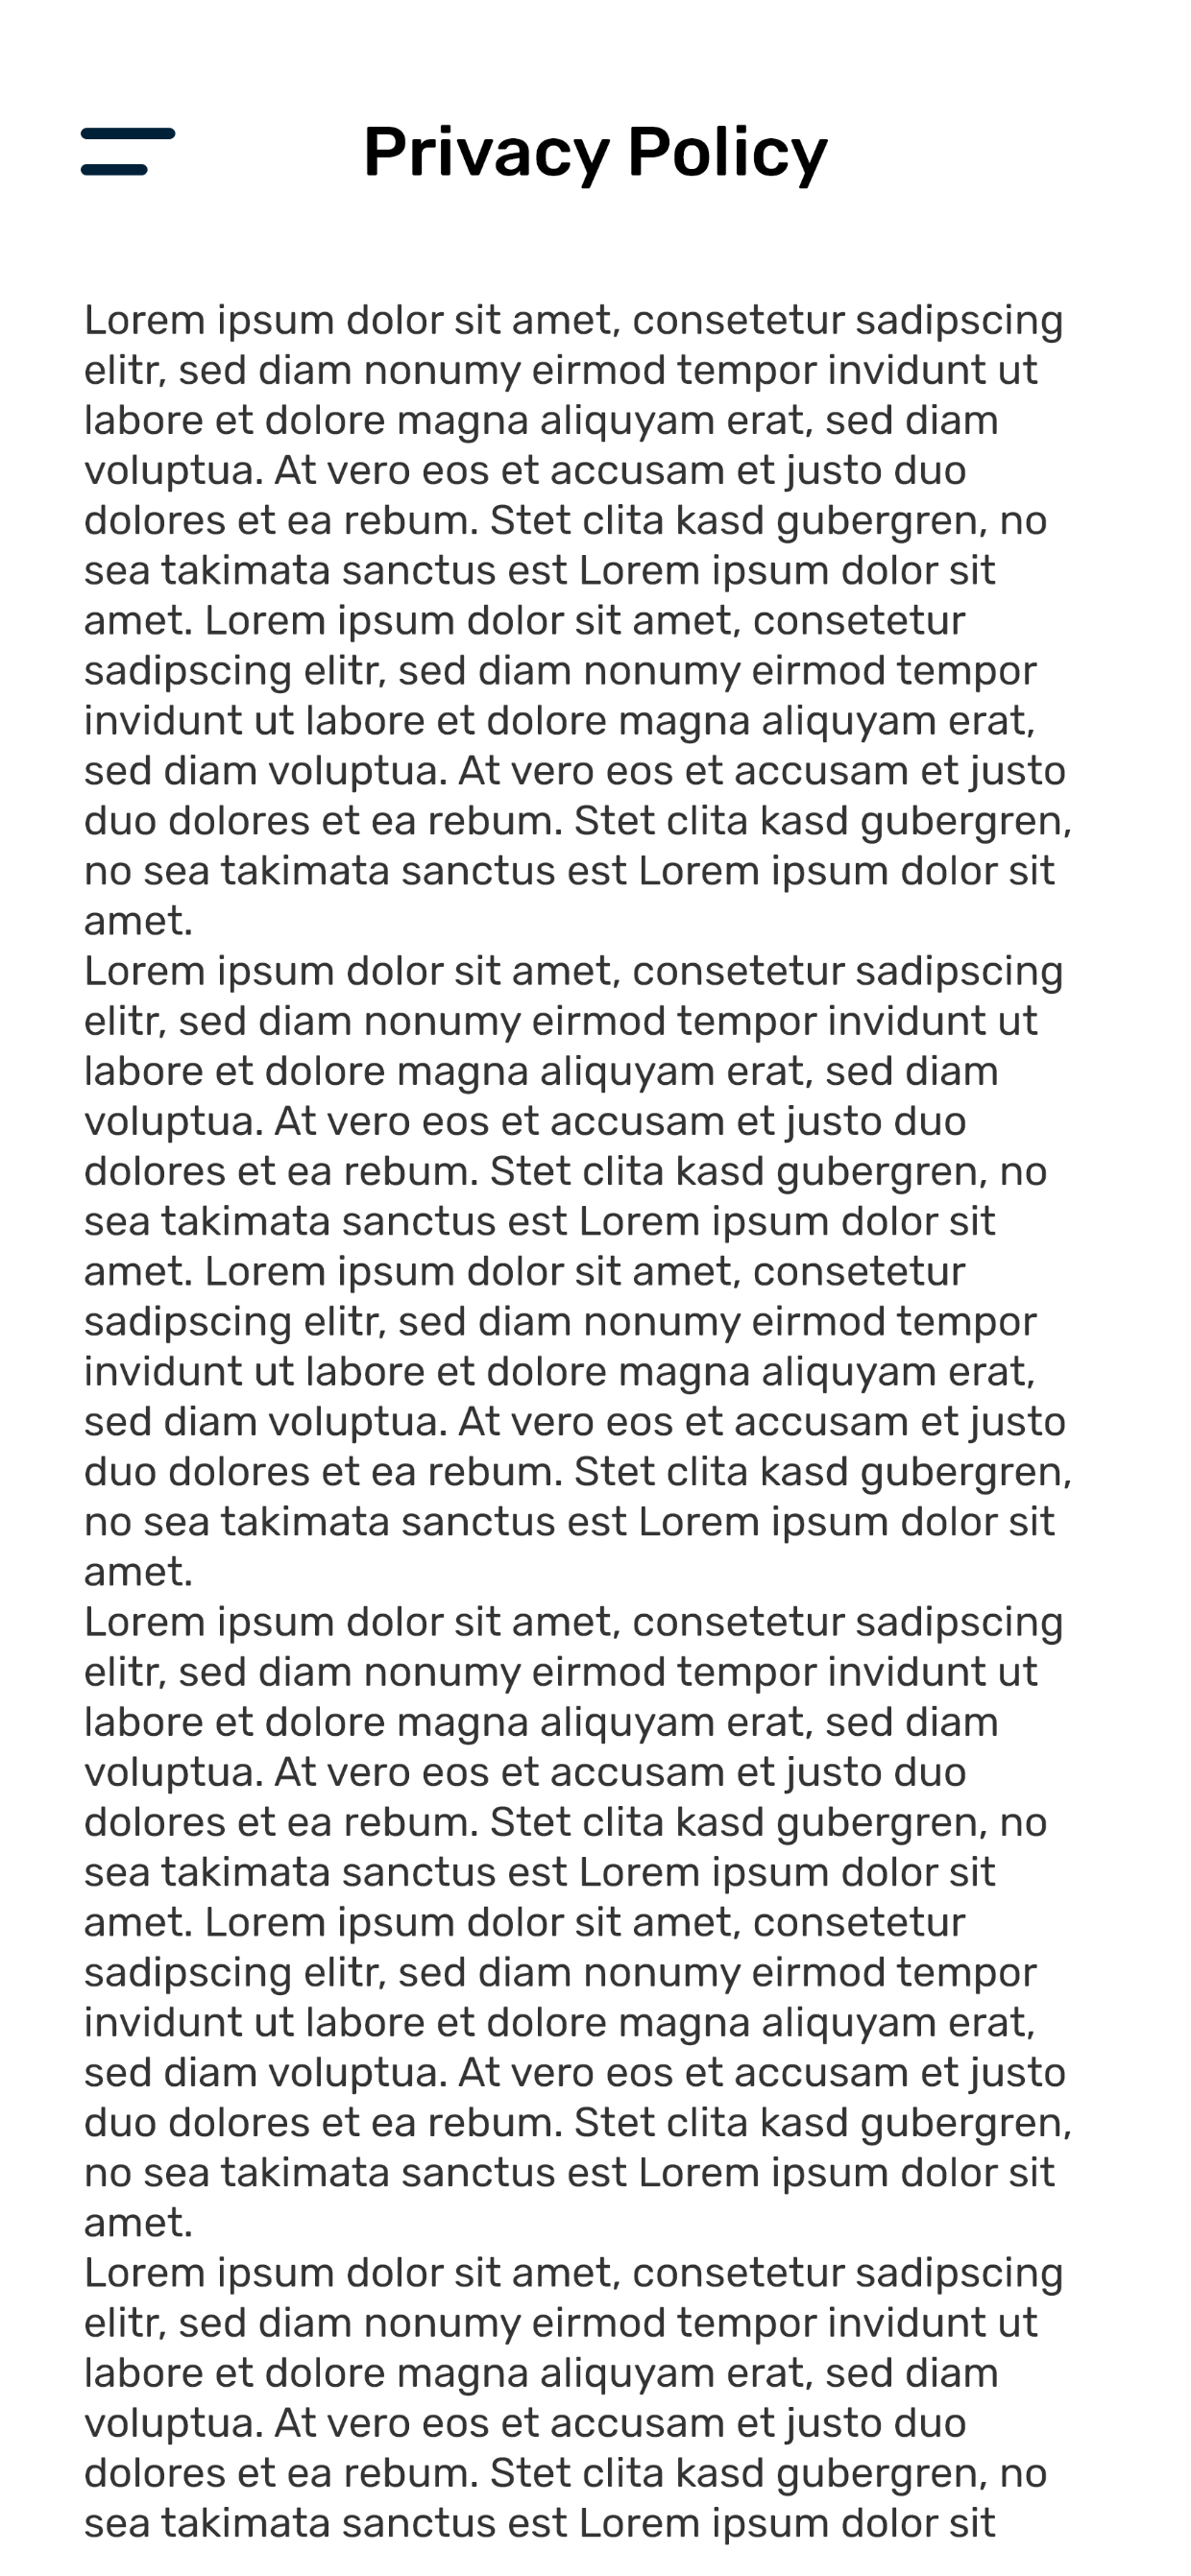 Privacy Policy
Lorem ipsum dolor sit amet, consetetur sadipscing
elitr, sed diam nonumy eirmod tempor invidunt ut
labore et dolore magna aliquyam erat, sed diam
voluptua. At vero eos et accusam et justo duo
dolores et ea rebum. Stet clita kasd gubergren, no
sea takimata sanctus est Lorem ipsum dolor sit
amet. Lorem ipsum dolor sit amet, consetetur
sadipscing elitr, sed diam nonumy eirmod tempor
invidunt ut labore et dolore magna aliquyam erat,
sed diam voluptua. At vero eos et accusam et justo
duo dolores et ea rebum. Stet clita kasd gubergren,
no sea takimata sanctus est Lorem ipsum dolor sit
amet.
Lorem ipsum dolor sit amet, consetetur sadipscing
elitr, sed diam nonumy eirmod tempor invidunt ut
labore et dolore magna aliquyam erat, sed diam
voluptua. At vero eos et accusam et justo duo
dolores et ea rebum. Stet clita kasd gubergren, no
sea takimata sanctus est Lorem ipsum dolor sit
amet. Lorem ipsum dolor sit amet, consetetur
sadipscing elitr, sed diam nonumy eirmod tempor
invidunt ut labore et dolore magna aliquyam erat,
sed diam voluptua. At vero eos et accusam et justo
duo dolores et ea rebum. Stet clita kasd gubergren,
no sea takimata sanctus est Lorem ipsum dolor sit
amet.
Lorem ipsum dolor sit amet, consetetur sadipscing
elitr, sed diam nonumy eirmod tempor invidunt ut
labore et dolore magna aliquyam erat, sed diam
voluptua. At vero eos et accusam et justo duo
dolores et ea rebum. Stet clita kasd gubergren, no
sea takimata sanctus est Lorem ipsum dolor sit
amet. Lorem ipsum dolor sit amet, consetetur
sadipscing elitr, sed diam nonumy eirmod tempor
invidunt ut labore et dolore magna aliquyam erat,
sed diam voluptua. At vero eos et accusam et justo
duo dolores et ea rebum. Stet clita kasd gubergren,
no sea takimata sanctus est Lorem ipsum dolor sit
amet.
Lorem ipsum dolor sit amet, consetetur sadipscing
elitr, sed diam nonumy eirmod tempor invidunt ut
labore et dolore magna aliquyam erat, sed diam
voluptua. At vero eos et accusam et justo duo
dolores et ea rebum. Stet clita kasd gubergren, no
sea takimata sanctus est Lorem ipsum dolor sit